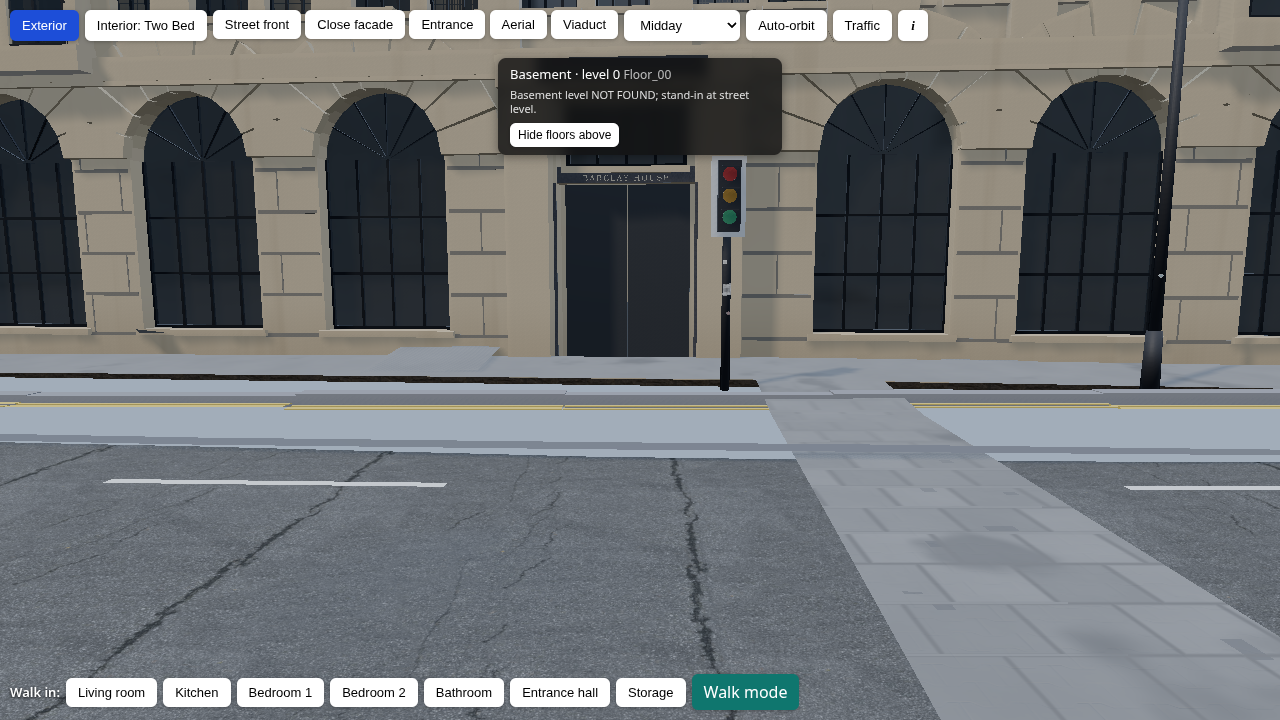 Exterior
Interior: Two Bed
Street front
Close facade
Entrance
Aerial
Viaduct
Midday
Auto-orbit
Traffic
i
Basement · level 0 Floor_00
Basement level NOT FOUND; stand-in at street
level.
Hide floors above
BARCLAY HOUSE
Walk in:
Living room
Kitchen
Bedroom 1
Bedroom 2
Bathroom
Entrance hall
Storage
Walk mode